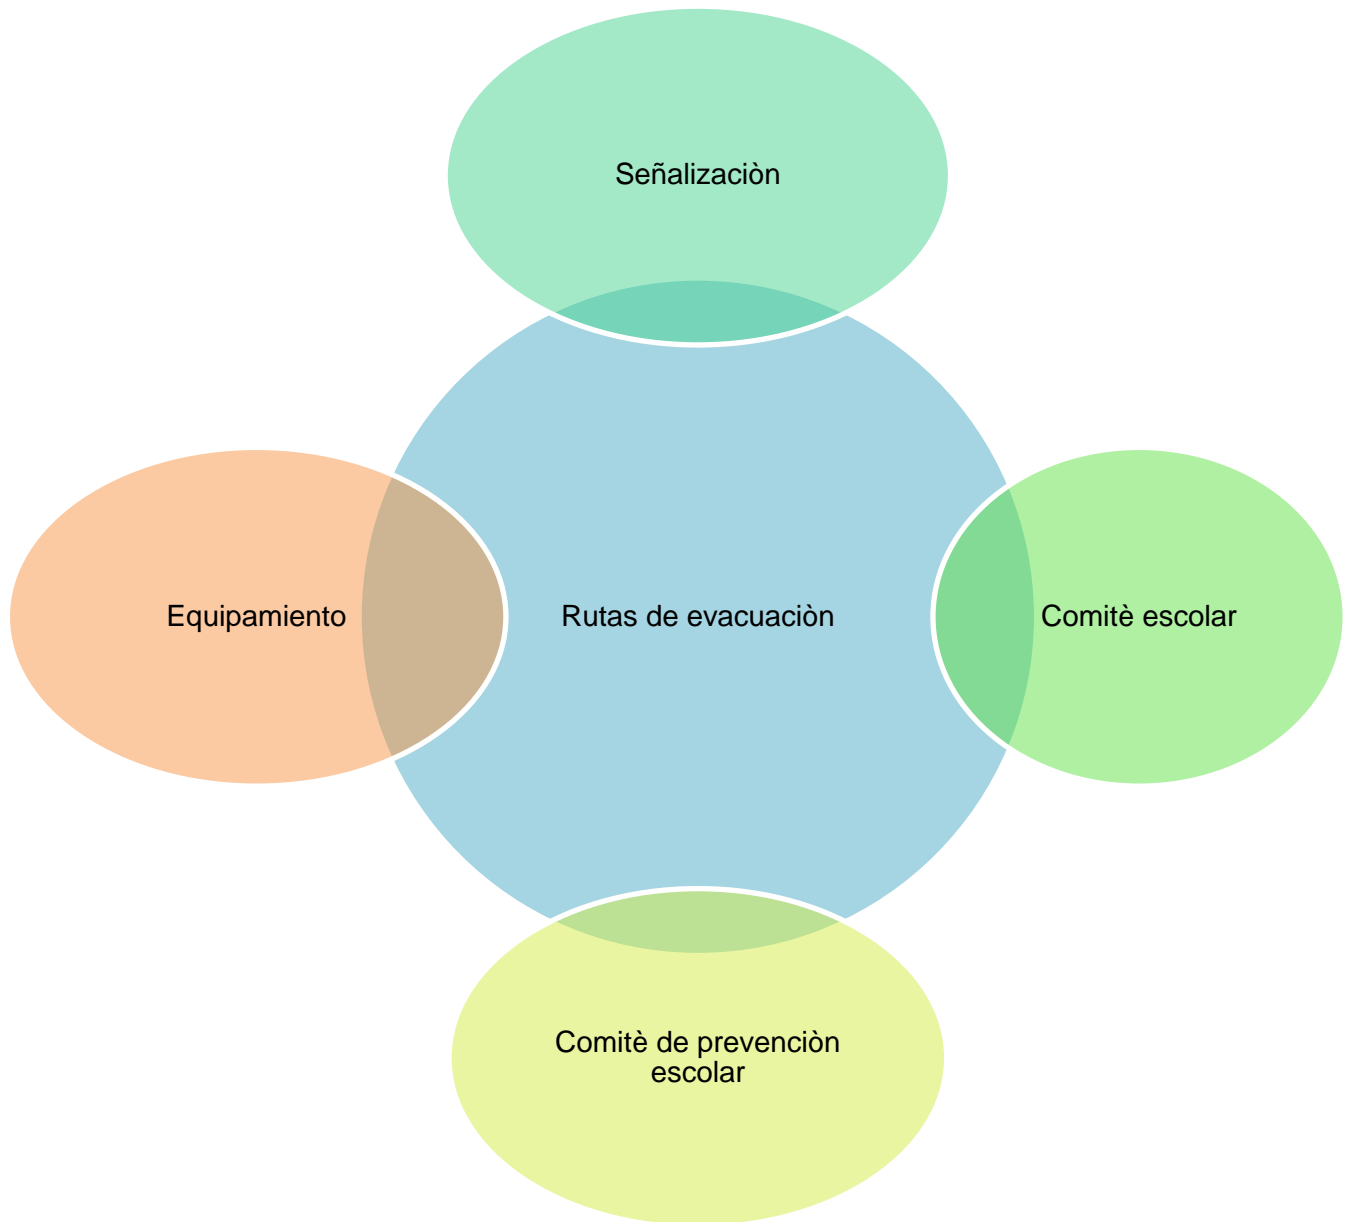 Señalizaciòn
Equipamiento
Rutas de evacuaciòn
Comitè escolar
Comitè de prevenciòn
escolar